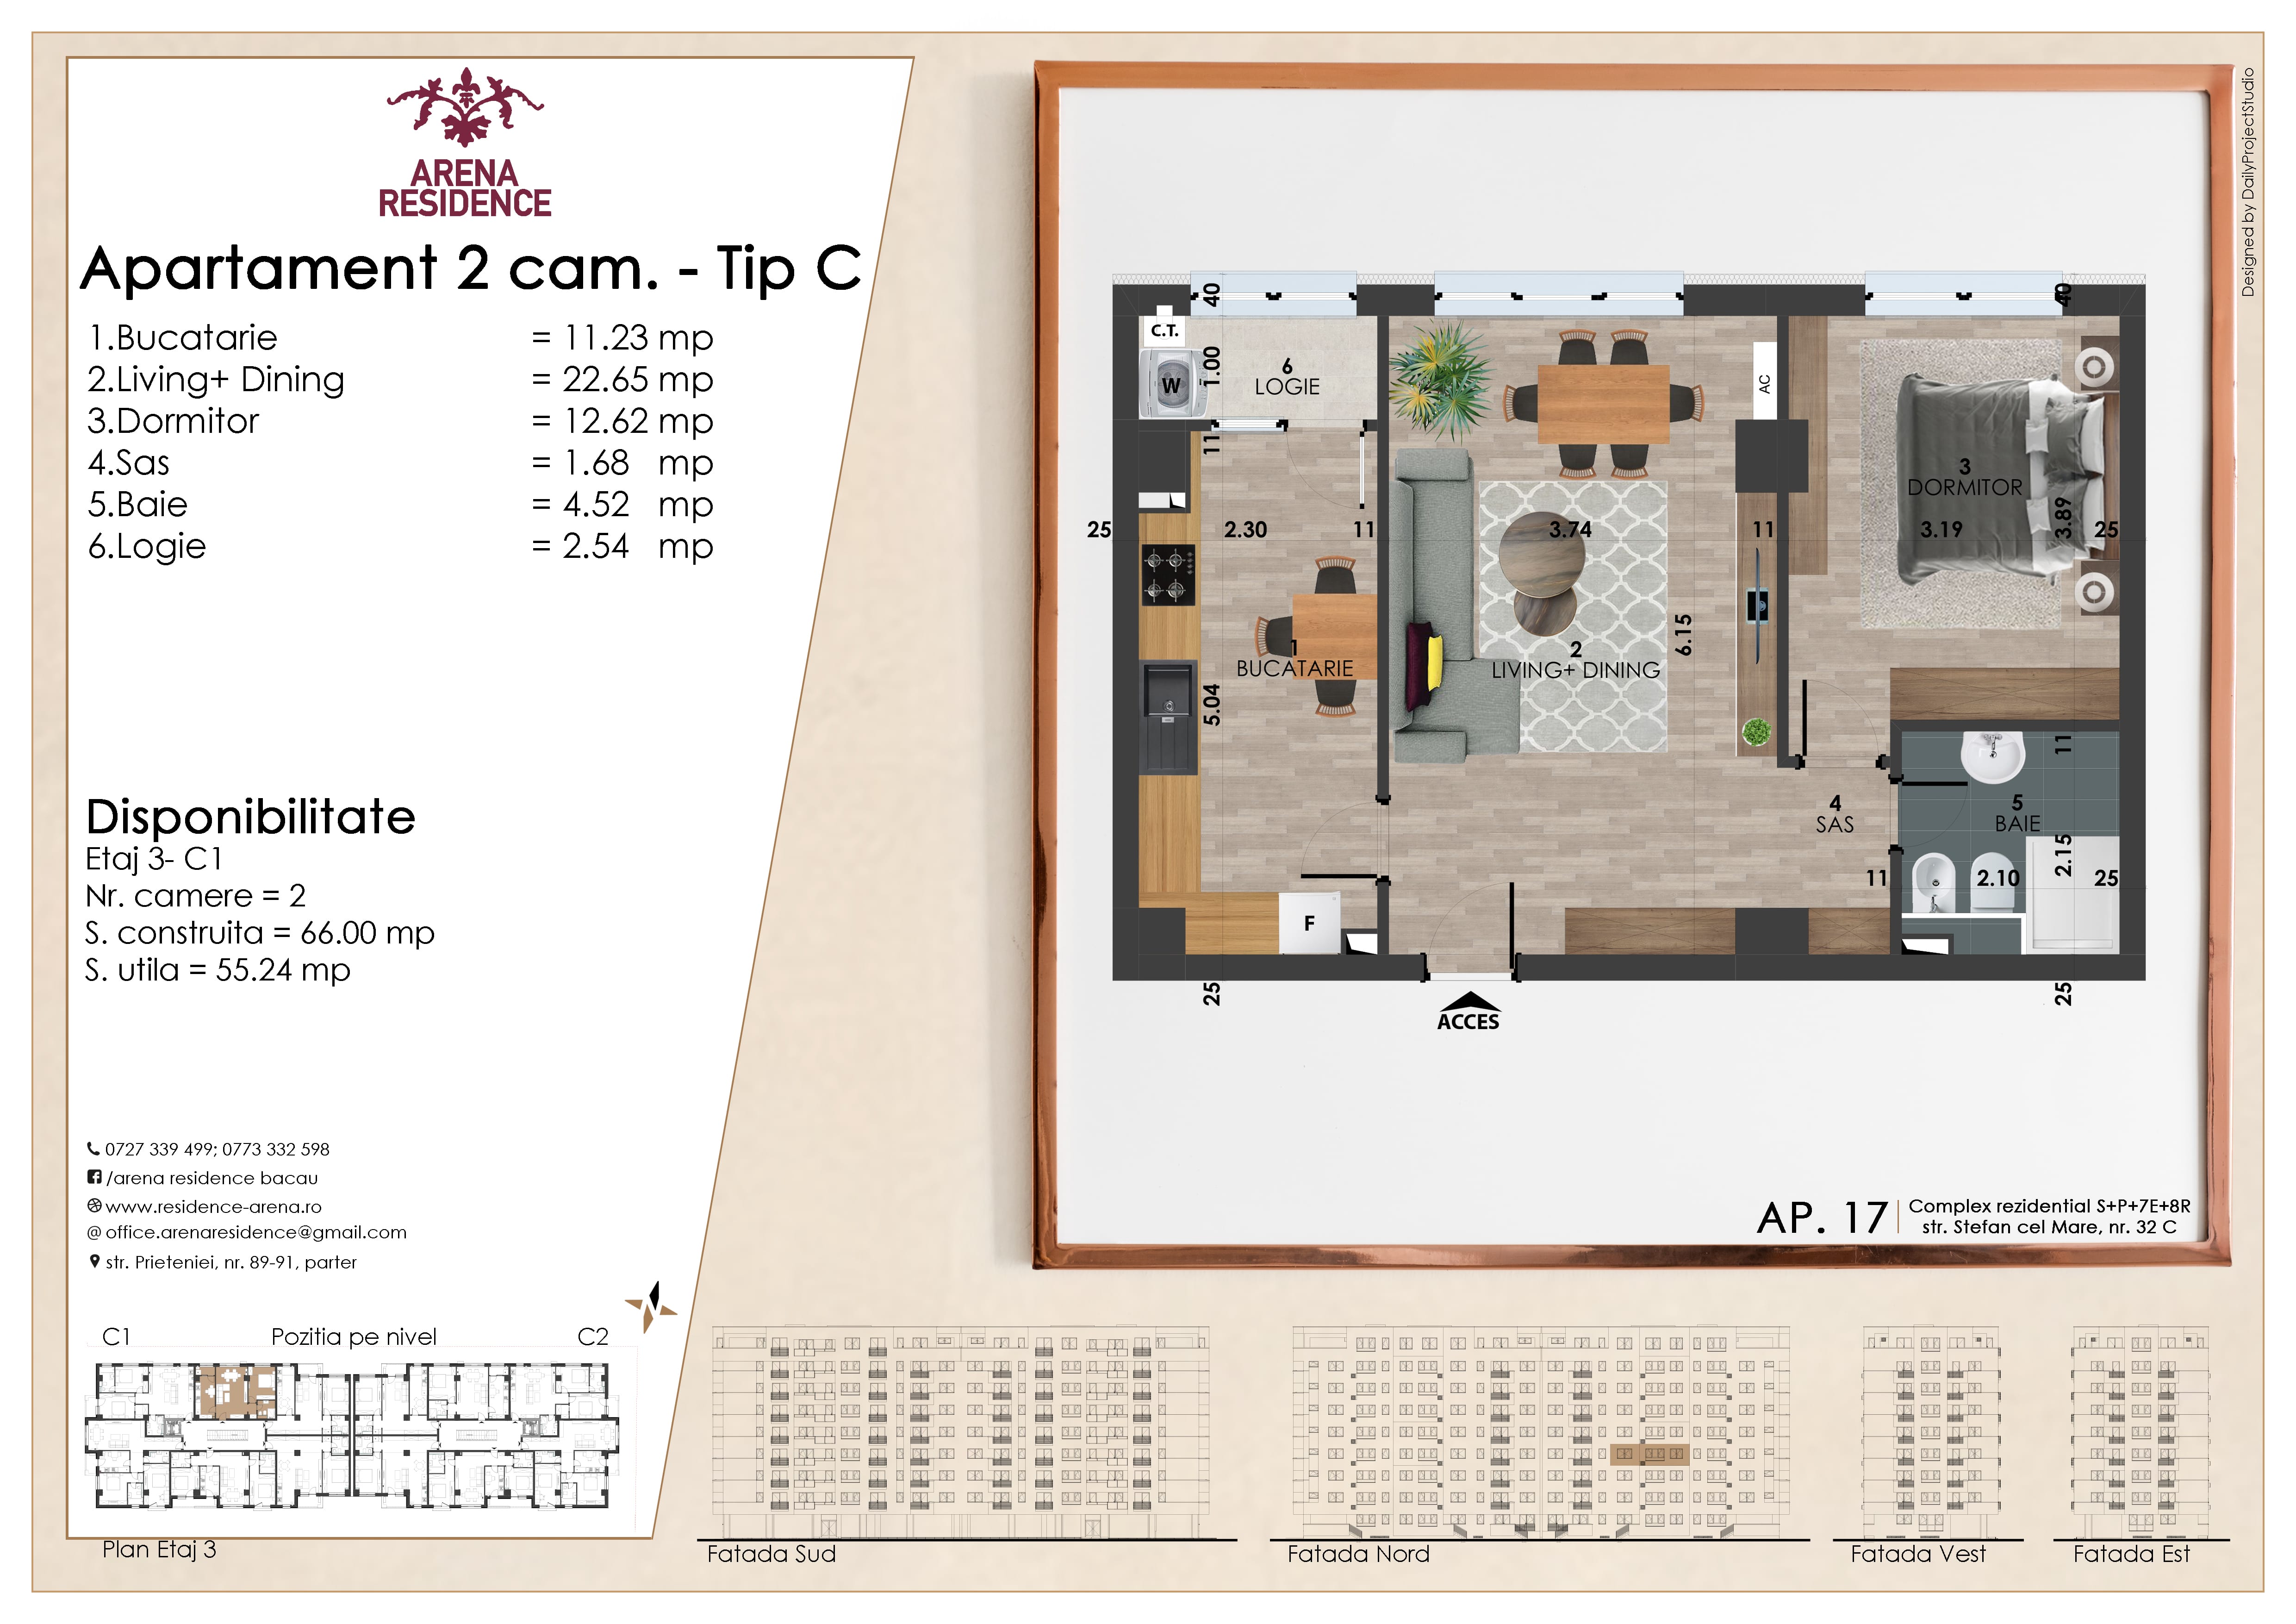 ARENA
RESIDENCE
Apartament 2 cam. - Tip C
1.Bucatarie = 11.23 mp
2.Living+ Dining = 22.65 mp
3.Dormitor = 12.62 mp
4.Sas = 1.68 mp
5.Baie = 4.52 mp
6.Logie = 2.54 mp
Disponibilitate
Etaj 3- C1
Nr. camere = 2
S. construita = 66.00 mp
S. utila = 55.24 mp
0727 339 499; 0773 332 598
/arena residence bacau
www.residence-arena.ro
@ office.arenaresidence@gmail.com
str. Prieteniei, nr. 89-91, parter
C1 Pozitia pe nivel C2
Plan Etaj 3
Designed by DailyProjectStudio
40
40
C.T.
W
1.00
6
LOGIE
AC
11
3
DORMITOR
25
2.30
11
3.74
11
3.19
3.89
25
1
BUCATARIE
2
LIVING+ DINING
6.15
5.04
11
4
SAS
5
BAIE
2.15
11
2.10
25
F
25
25
ACCES
AP. 17
Complex rezidential S+P+7E+8R
str. Stefan cel Mare, nr. 32 C
Fatada Sud
Fatada Nord
Fatada Vest
Fatada Est